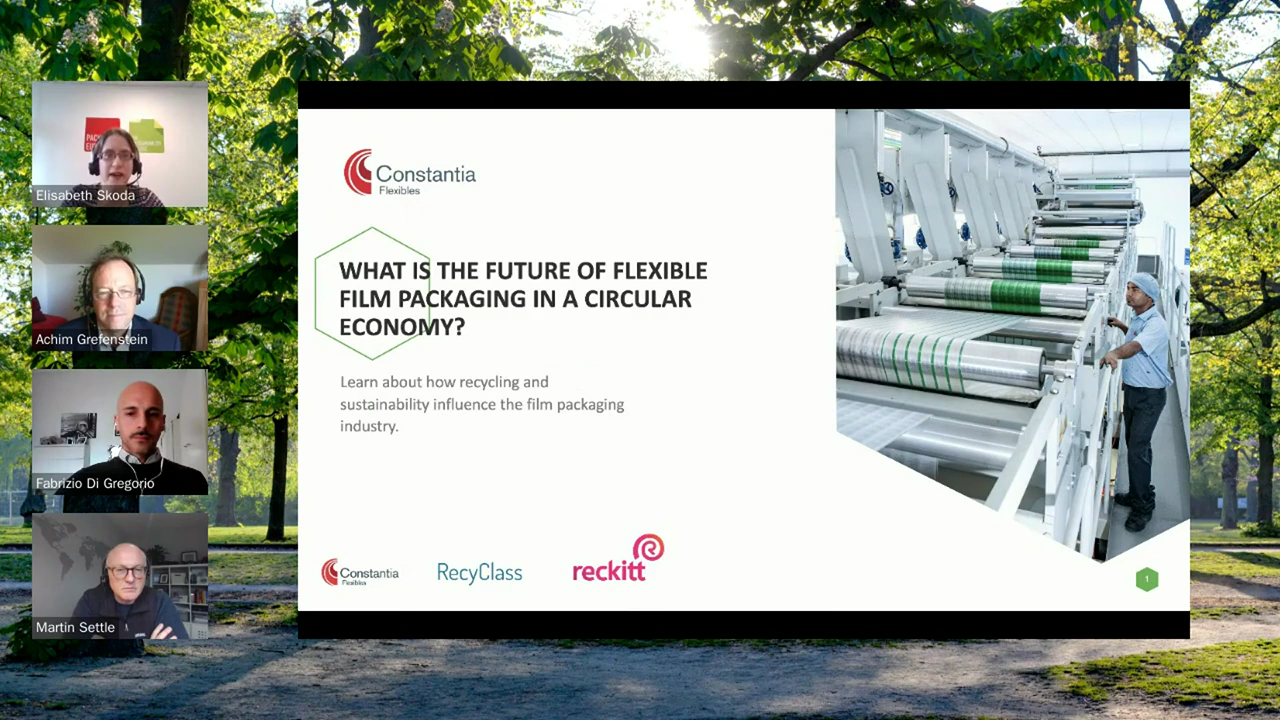 Elisabeth Skoda
Achim Grefenstein
Fabrizio Di Gregorio
Martin Settle
Constantia
Flexibles
WHAT IS THE FUTURE OF FLEXIBLE
FILM PACKAGING IN A CIRCULAR
ECONOMY?
Learn about how recycling and
sustainability influence the film packaging
industry.
Constantia
Flexibles
RecyClass
reckitt
1